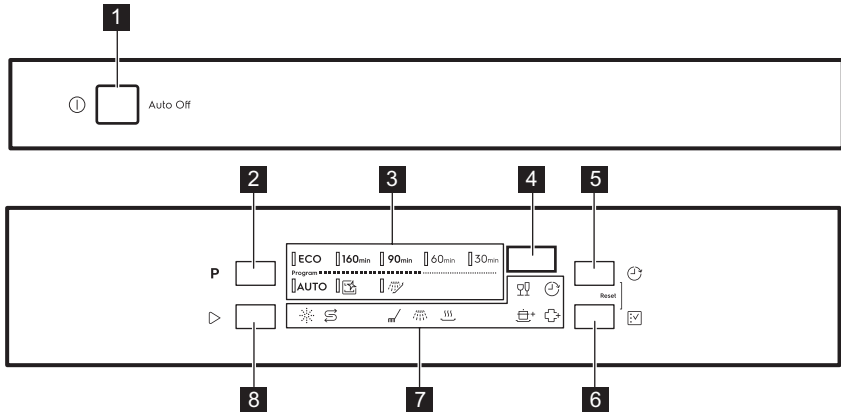 1
Auto Off
2 3 4 5
ECO 160min 90min 60min 30min
P
Program
AUTO
Reset
8 7 6